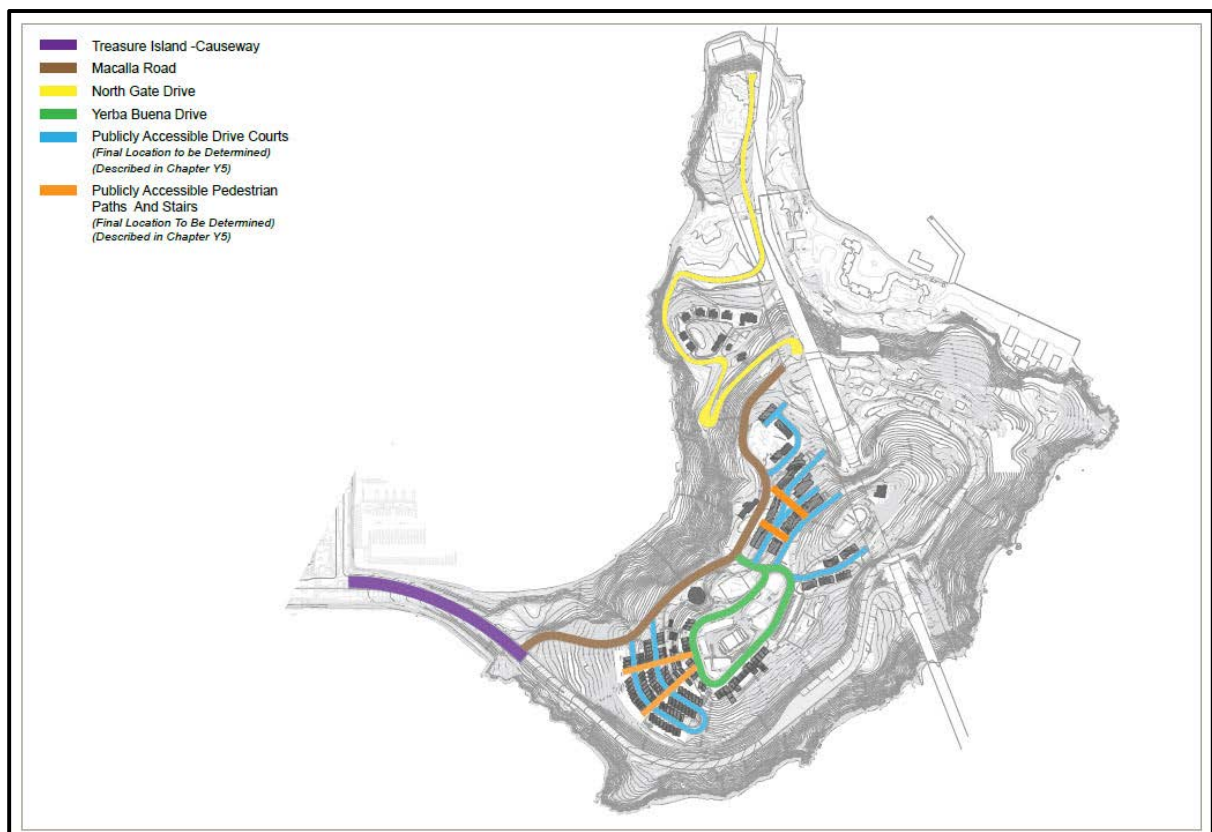 Treasure Island -Causeway
Macalla Road
North Gate Drive
Yerba Buena Drive
Publicly Accessible Drive Courts
(Final Location to be Determined)
(Described in Chapter Y5)
Publicly Accessible Pedestrian
Paths And Stairs
(Final Location To Be Determined)
(Described in Chapter Y5)